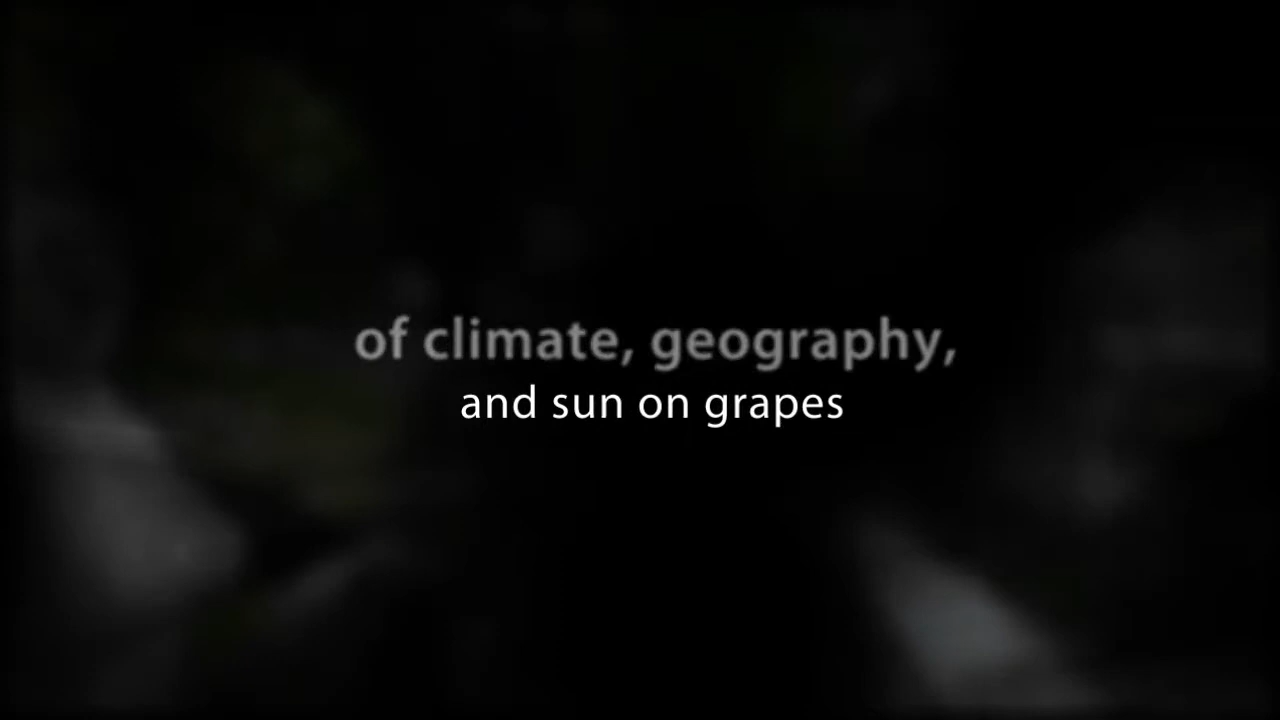 of climate, geography,
and sun on grapes